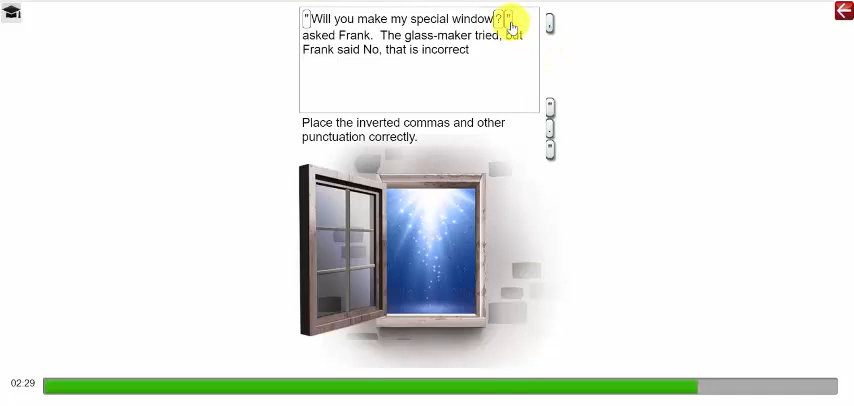 "Will you make my special window?"
asked Frank.  The glass-maker tried, but
Frank said No, that is incorrect
,
"
.
"
Place the inverted commas and other
punctuation correctly.
02:29